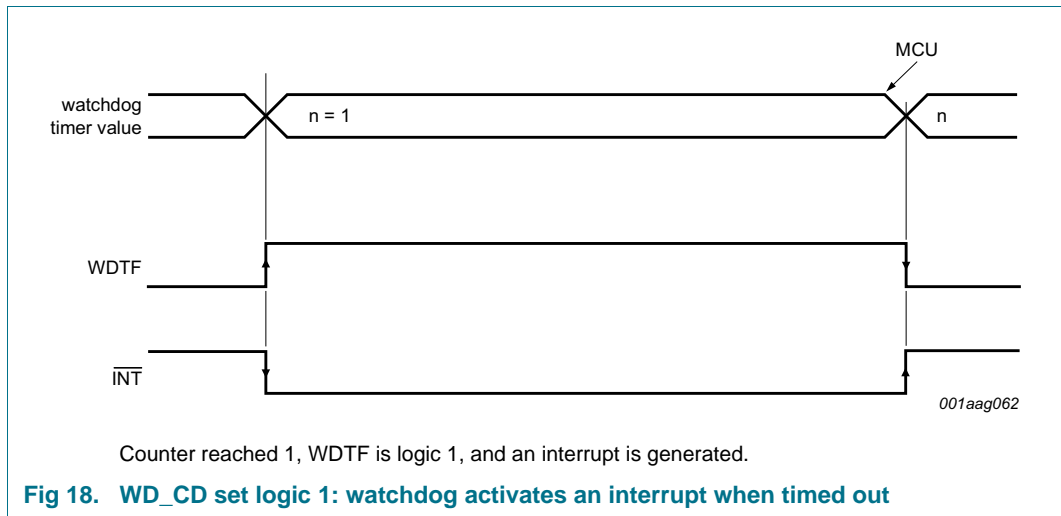 MCU
watchdog
timer value
n = 1
n
WDTF
INT
001aag062
Counter reached 1, WDTF is logic 1, and an interrupt is generated.
Fig 18. WD_CD set logic 1: watchdog activates an interrupt when timed out